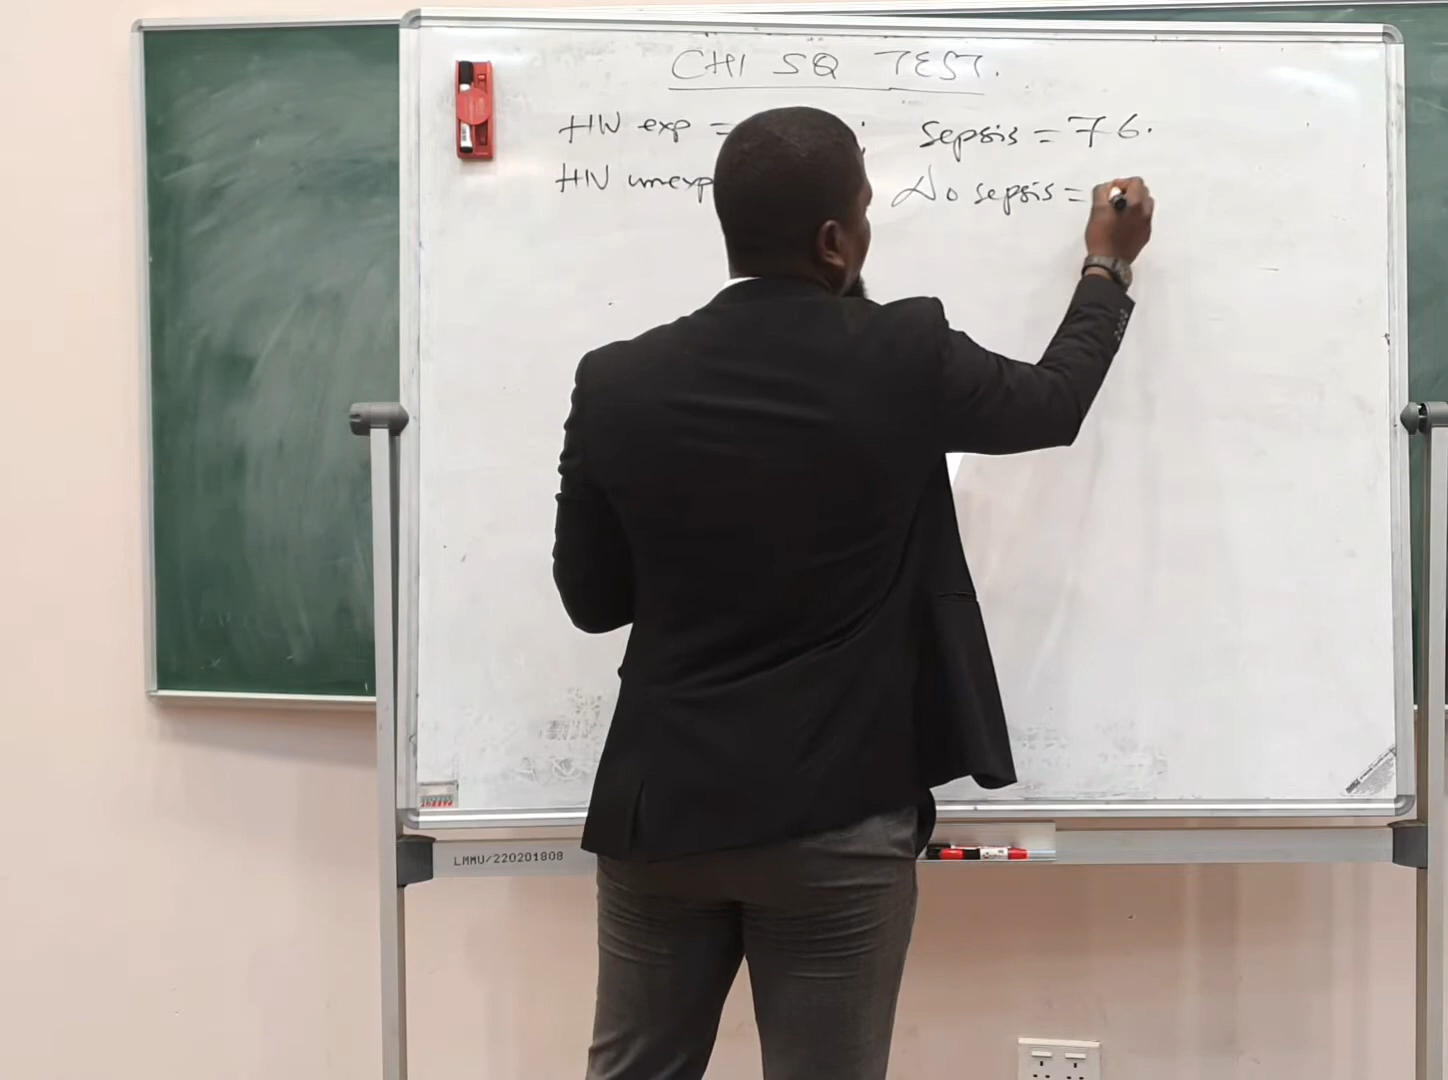 CHI SQ TEST.
HIV exp = ; Sepsis = 76.
HIV unexp No sepsis =
LMMU/220201808